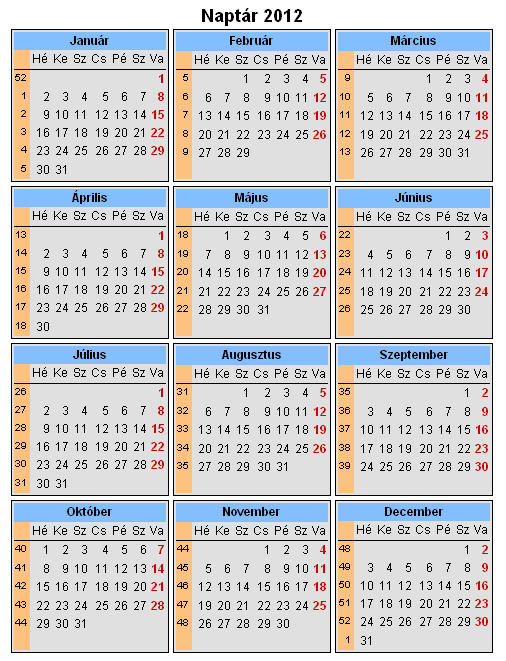 Naptár 2012
Január
Hé Ke Sz Cs Pé Sz Va
52 1
1 2 3 4 5 6 7 8
2 9 10 11 12 13 14 15
3 16 17 18 19 20 21 22
4 23 24 25 26 27 28 29
5 30 31
Február
Hé Ke Sz Cs Pé Sz Va
5 1 2 3 4 5
6 6 7 8 9 10 11 12
7 13 14 15 16 17 18 19
8 20 21 22 23 24 25 26
9 27 28 29
Március
Hé Ke Sz Cs Pé Sz Va
9 1 2 3 4
10 5 6 7 8 9 10 11
11 12 13 14 15 16 17 18
12 19 20 21 22 23 24 25
13 26 27 28 29 30 31
Április
Hé Ke Sz Cs Pé Sz Va
13 1
14 2 3 4 5 6 7 8
15 9 10 11 12 13 14 15
16 16 17 18 19 20 21 22
17 23 24 25 26 27 28 29
18 30
Május
Hé Ke Sz Cs Pé Sz Va
18 1 2 3 4 5 6
19 7 8 9 10 11 12 13
20 14 15 16 17 18 19 20
21 21 22 23 24 25 26 27
22 28 29 30 31
Június
Hé Ke Sz Cs Pé Sz Va
22 1 2 3
23 4 5 6 7 8 9 10
24 11 12 13 14 15 16 17
25 18 19 20 21 22 23 24
26 25 26 27 28 29 30
Július
Hé Ke Sz Cs Pé Sz Va
26 1
27 2 3 4 5 6 7 8
28 9 10 11 12 13 14 15
29 16 17 18 19 20 21 22
30 23 24 25 26 27 28 29
31 30 31
Augusztus
Hé Ke Sz Cs Pé Sz Va
31 1 2 3 4 5
32 6 7 8 9 10 11 12
33 13 14 15 16 17 18 19
34 20 21 22 23 24 25 26
35 27 28 29 30 31
Szeptember
Hé Ke Sz Cs Pé Sz Va
35 1 2
36 3 4 5 6 7 8 9
37 10 11 12 13 14 15 16
38 17 18 19 20 21 22 23
39 24 25 26 27 28 29 30
Október
Hé Ke Sz Cs Pé Sz Va
40 1 2 3 4 5 6 7
41 8 9 10 11 12 13 14
42 15 16 17 18 19 20 21
43 22 23 24 25 26 27 28
44 29 30 31
November
Hé Ke Sz Cs Pé Sz Va
44 1 2 3 4
45 5 6 7 8 9 10 11
46 12 13 14 15 16 17 18
47 19 20 21 22 23 24 25
48 26 27 28 29 30
December
Hé Ke Sz Cs Pé Sz Va
48 1 2
49 3 4 5 6 7 8 9
50 10 11 12 13 14 15 16
51 17 18 19 20 21 22 23
52 24 25 26 27 28 29 30
1 31